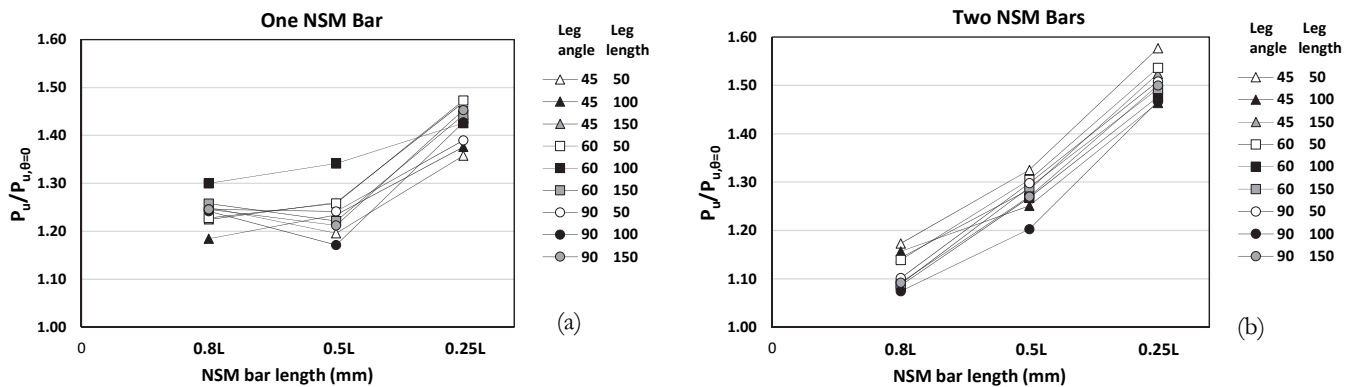 One NSM Bar
1.60
1.50
1.40
1.30
1.20
1.10
1.00
Pu/Pu,θ=0
0 0.8L 0.5L 0.25L
NSM bar length (mm)
Leg Leg
angle length
45 50
45 100
45 150
60 50
60 100
60 150
90 50
90 100
90 150
(a)
Two NSM Bars
1.60
1.50
1.40
1.30
1.20
1.10
1.00
Pu/Pu,θ=0
0 0.8L 0.5L 0.25L
NSM bar length (mm)
Leg Leg
angle length
45 50
45 100
45 150
60 50
60 100
60 150
90 50
90 100
90 150
(b)